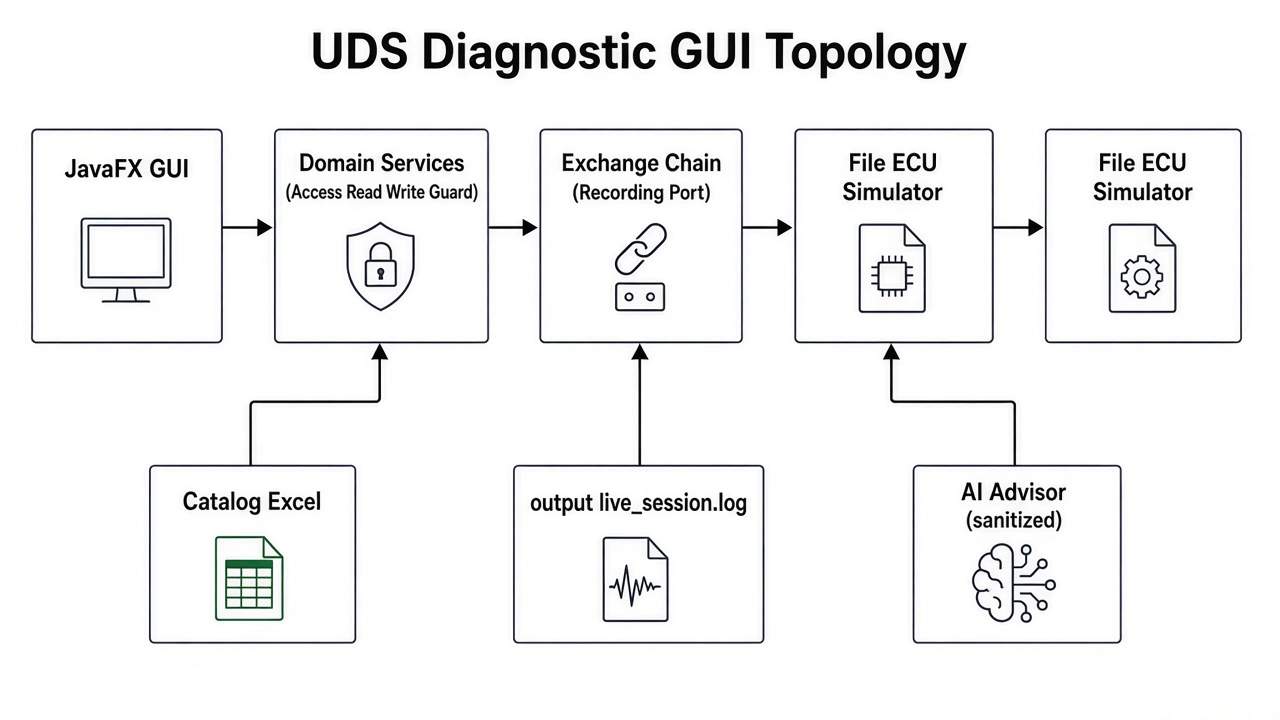 UDS Diagnostic GUI Topology
JavaFX GUI
Domain Services
(Access Read Write Guard)
Exchange Chain
(Recording Port)
File ECU
Simulator
File ECU
Simulator
Catalog Excel
output live_session.log
AI Advisor
(sanitized)